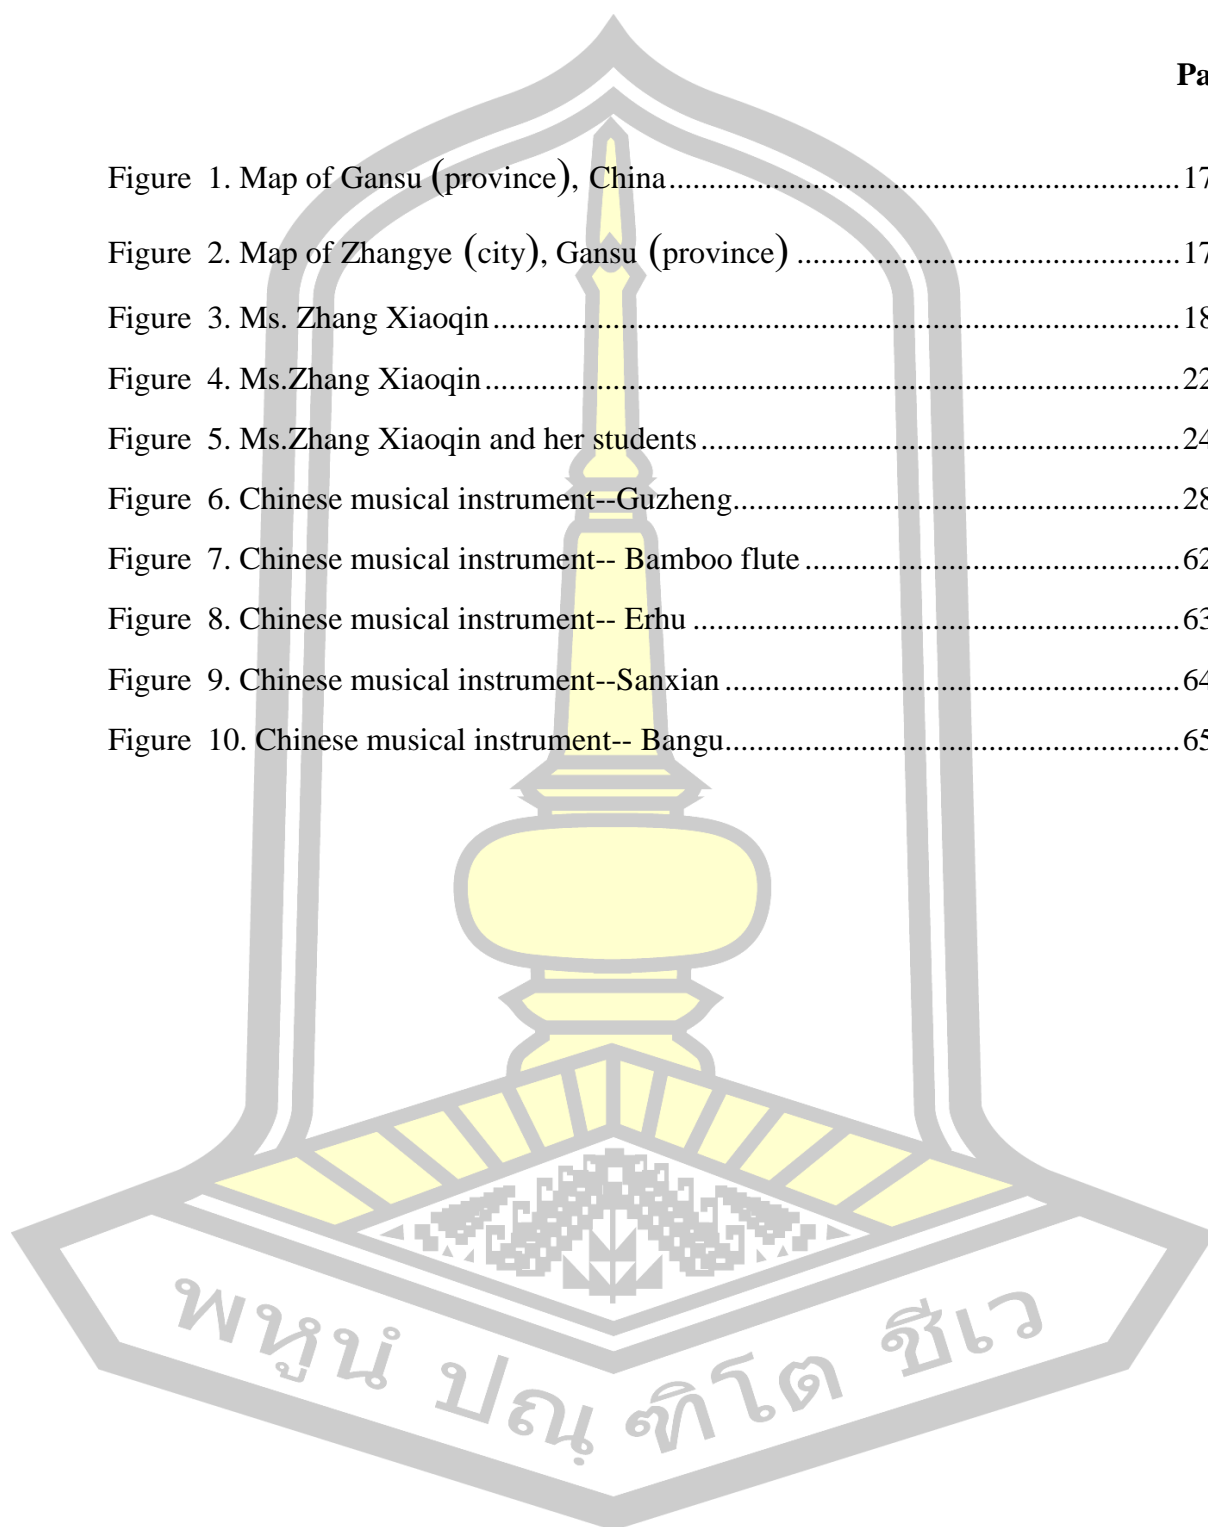 Pa
Figure 1. Map of Gansu (province), China....................................................................17
Figure 2. Map of Zhangye (city), Gansu (province) ...................................................17
Figure 3. Ms. Zhang Xiaoqin.........................................................................................18
Figure 4. Ms.Zhang Xiaoqin..........................................................................................22
Figure 5. Ms.Zhang Xiaoqin and her students................................................................24
Figure 6. Chinese musical instrument--Guzheng...........................................................28
Figure 7. Chinese musical instrument-- Bamboo flute..................................................62
Figure 8. Chinese musical instrument-- Erhu ................................................................63
Figure 9. Chinese musical instrument--Sanxian ............................................................64
Figure 10. Chinese musical instrument-- Bangu............................................................65
พหูนํ ปณฺฑิโต ชีเว